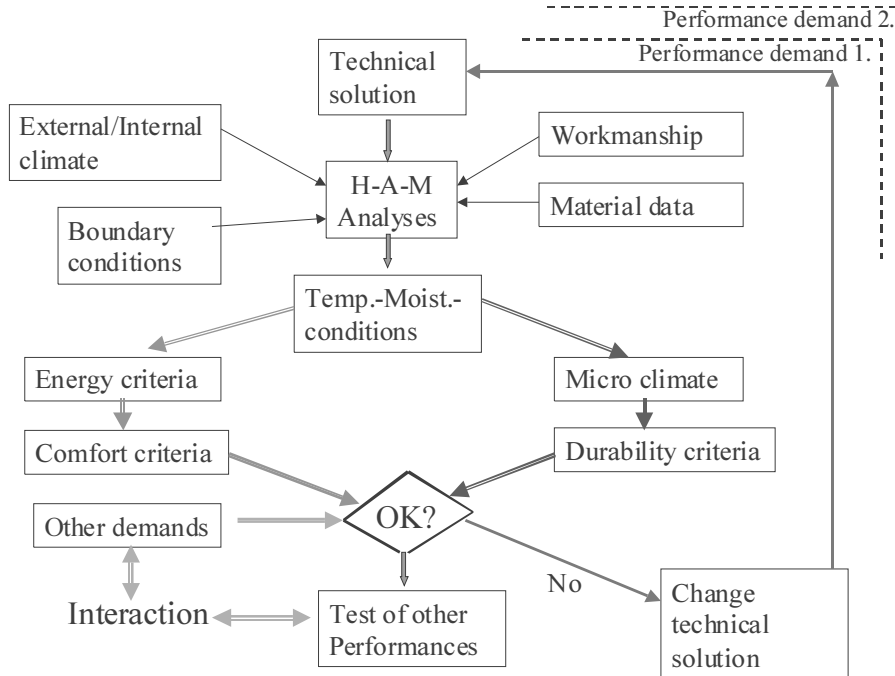 Performance demand 2.
Performance demand 1.
Technical
solution
External/Internal
climate
Workmanship
H-A-M
Analyses
Material data
Boundary
conditions
Temp.-Moist.-
conditions
Energy criteria
Micro climate
Comfort criteria
Durability criteria
OK?
Other demands
No
Interaction
Test of other
Performances
Change
technical
solution